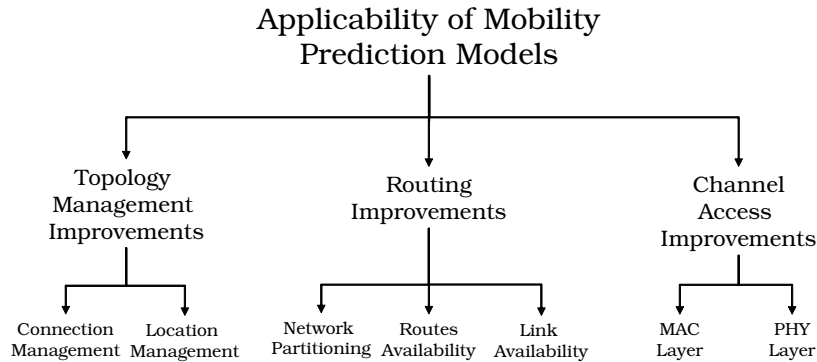 Applicability of Mobility
Prediction Models
Topology
Management
Improvements
Routing
Improvements
Channel
Access
Improvements
Connection
Management
Location
Management
Network
Partitioning
Routes
Availability
Link
Availability
MAC
Layer
PHY
Layer